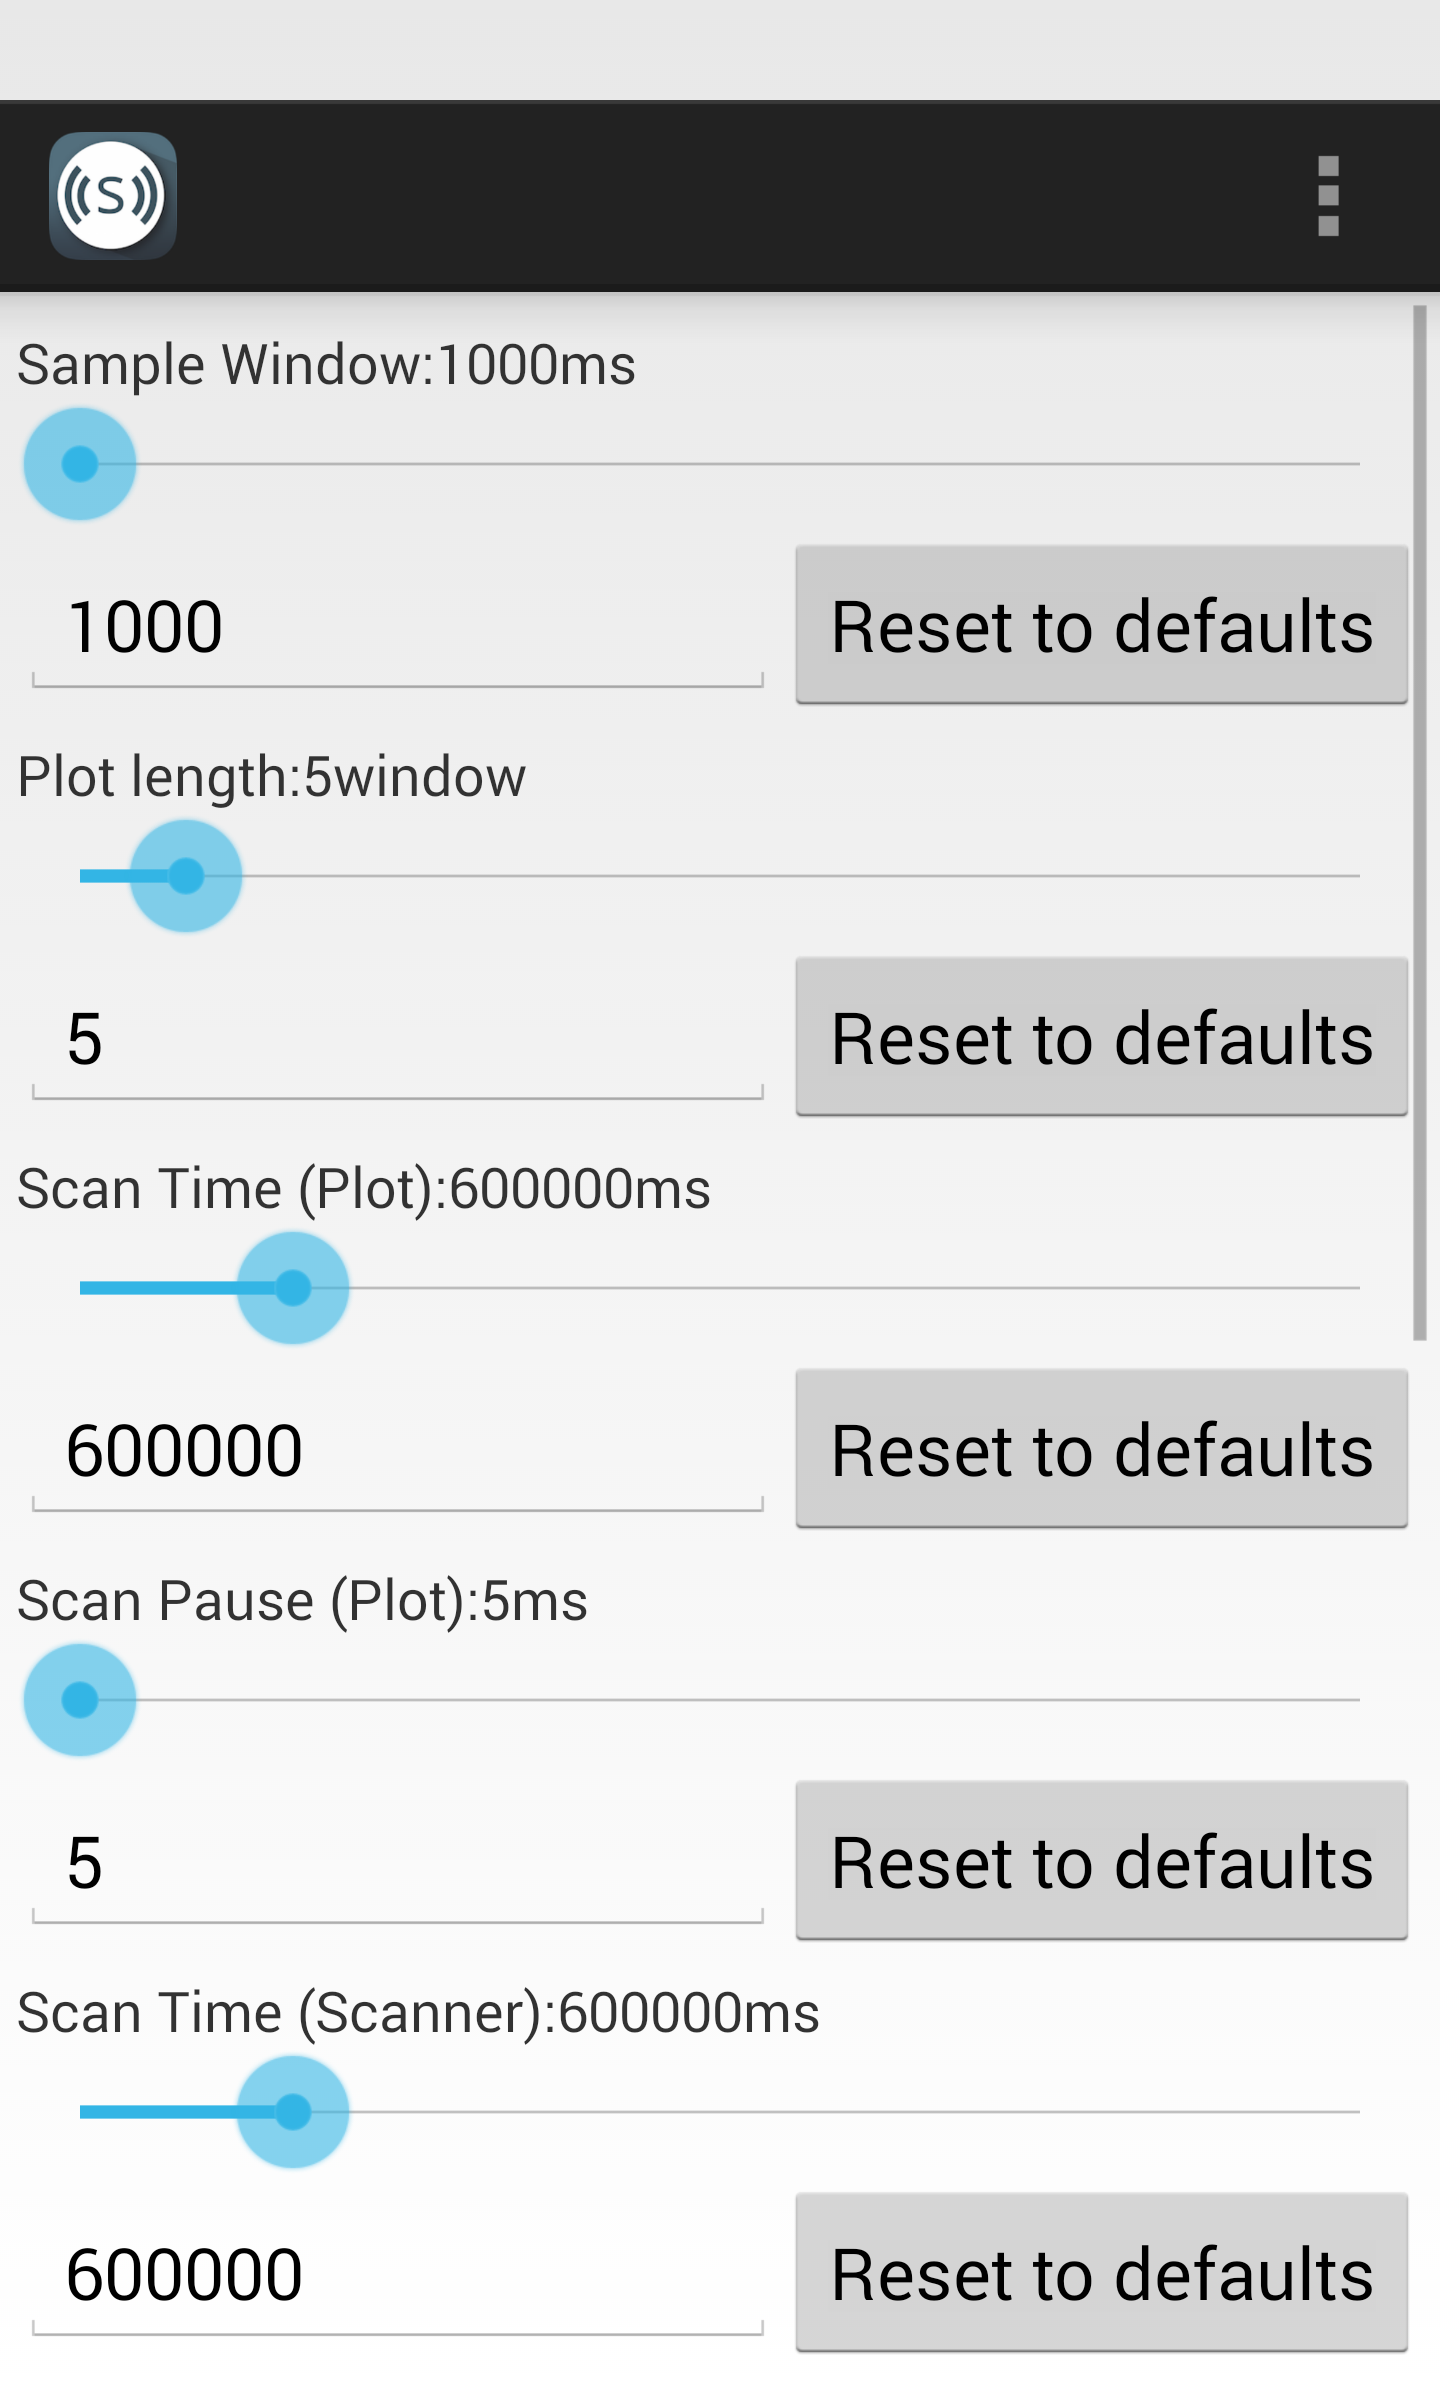 ((S))
Sample Window:1000ms
1000
Reset to defaults
Plot length:5window
5
Reset to defaults
Scan Time (Plot):600000ms
600000
Reset to defaults
Scan Pause (Plot):5ms
5
Reset to defaults
Scan Time (Scanner):600000ms
600000
Reset to defaults